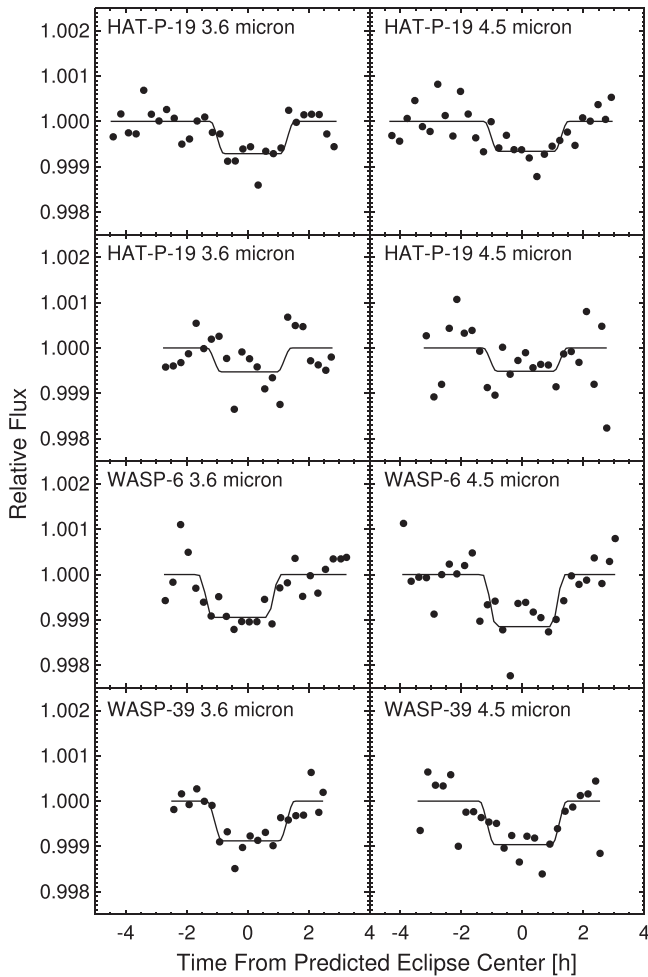 Relative Flux
HAT-P-19 3.6 micron
HAT-P-19 4.5 micron
1.002
1.001
1.000
0.999
0.998
HAT-P-19 3.6 micron
HAT-P-19 4.5 micron
1.002
1.001
1.000
0.999
0.998
WASP-6 3.6 micron
WASP-6 4.5 micron
1.002
1.001
1.000
0.999
0.998
WASP-39 3.6 micron
WASP-39 4.5 micron
1.002
1.001
1.000
0.999
0.998
-4 -2 0 2 4 -4 -2 0 2 4
Time From Predicted Eclipse Center [h]